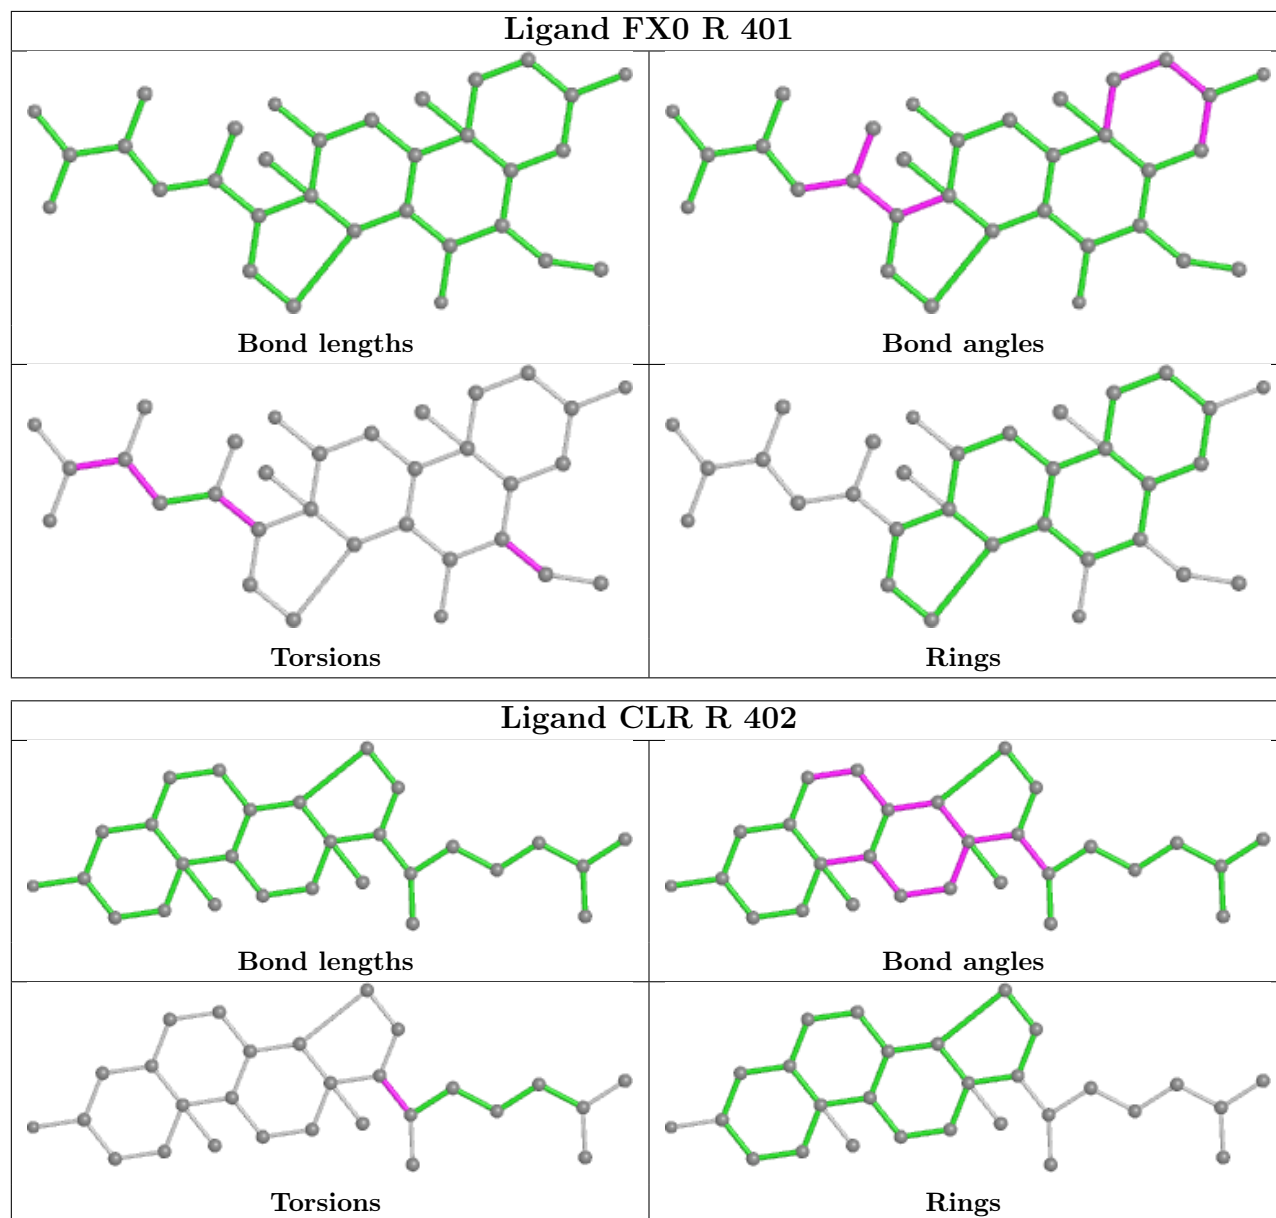 Ligand FX0 R 401
Bond lengths
Bond angles
Torsions
Rings
Ligand CLR R 402
Bond lengths
Bond angles
Torsions
Rings